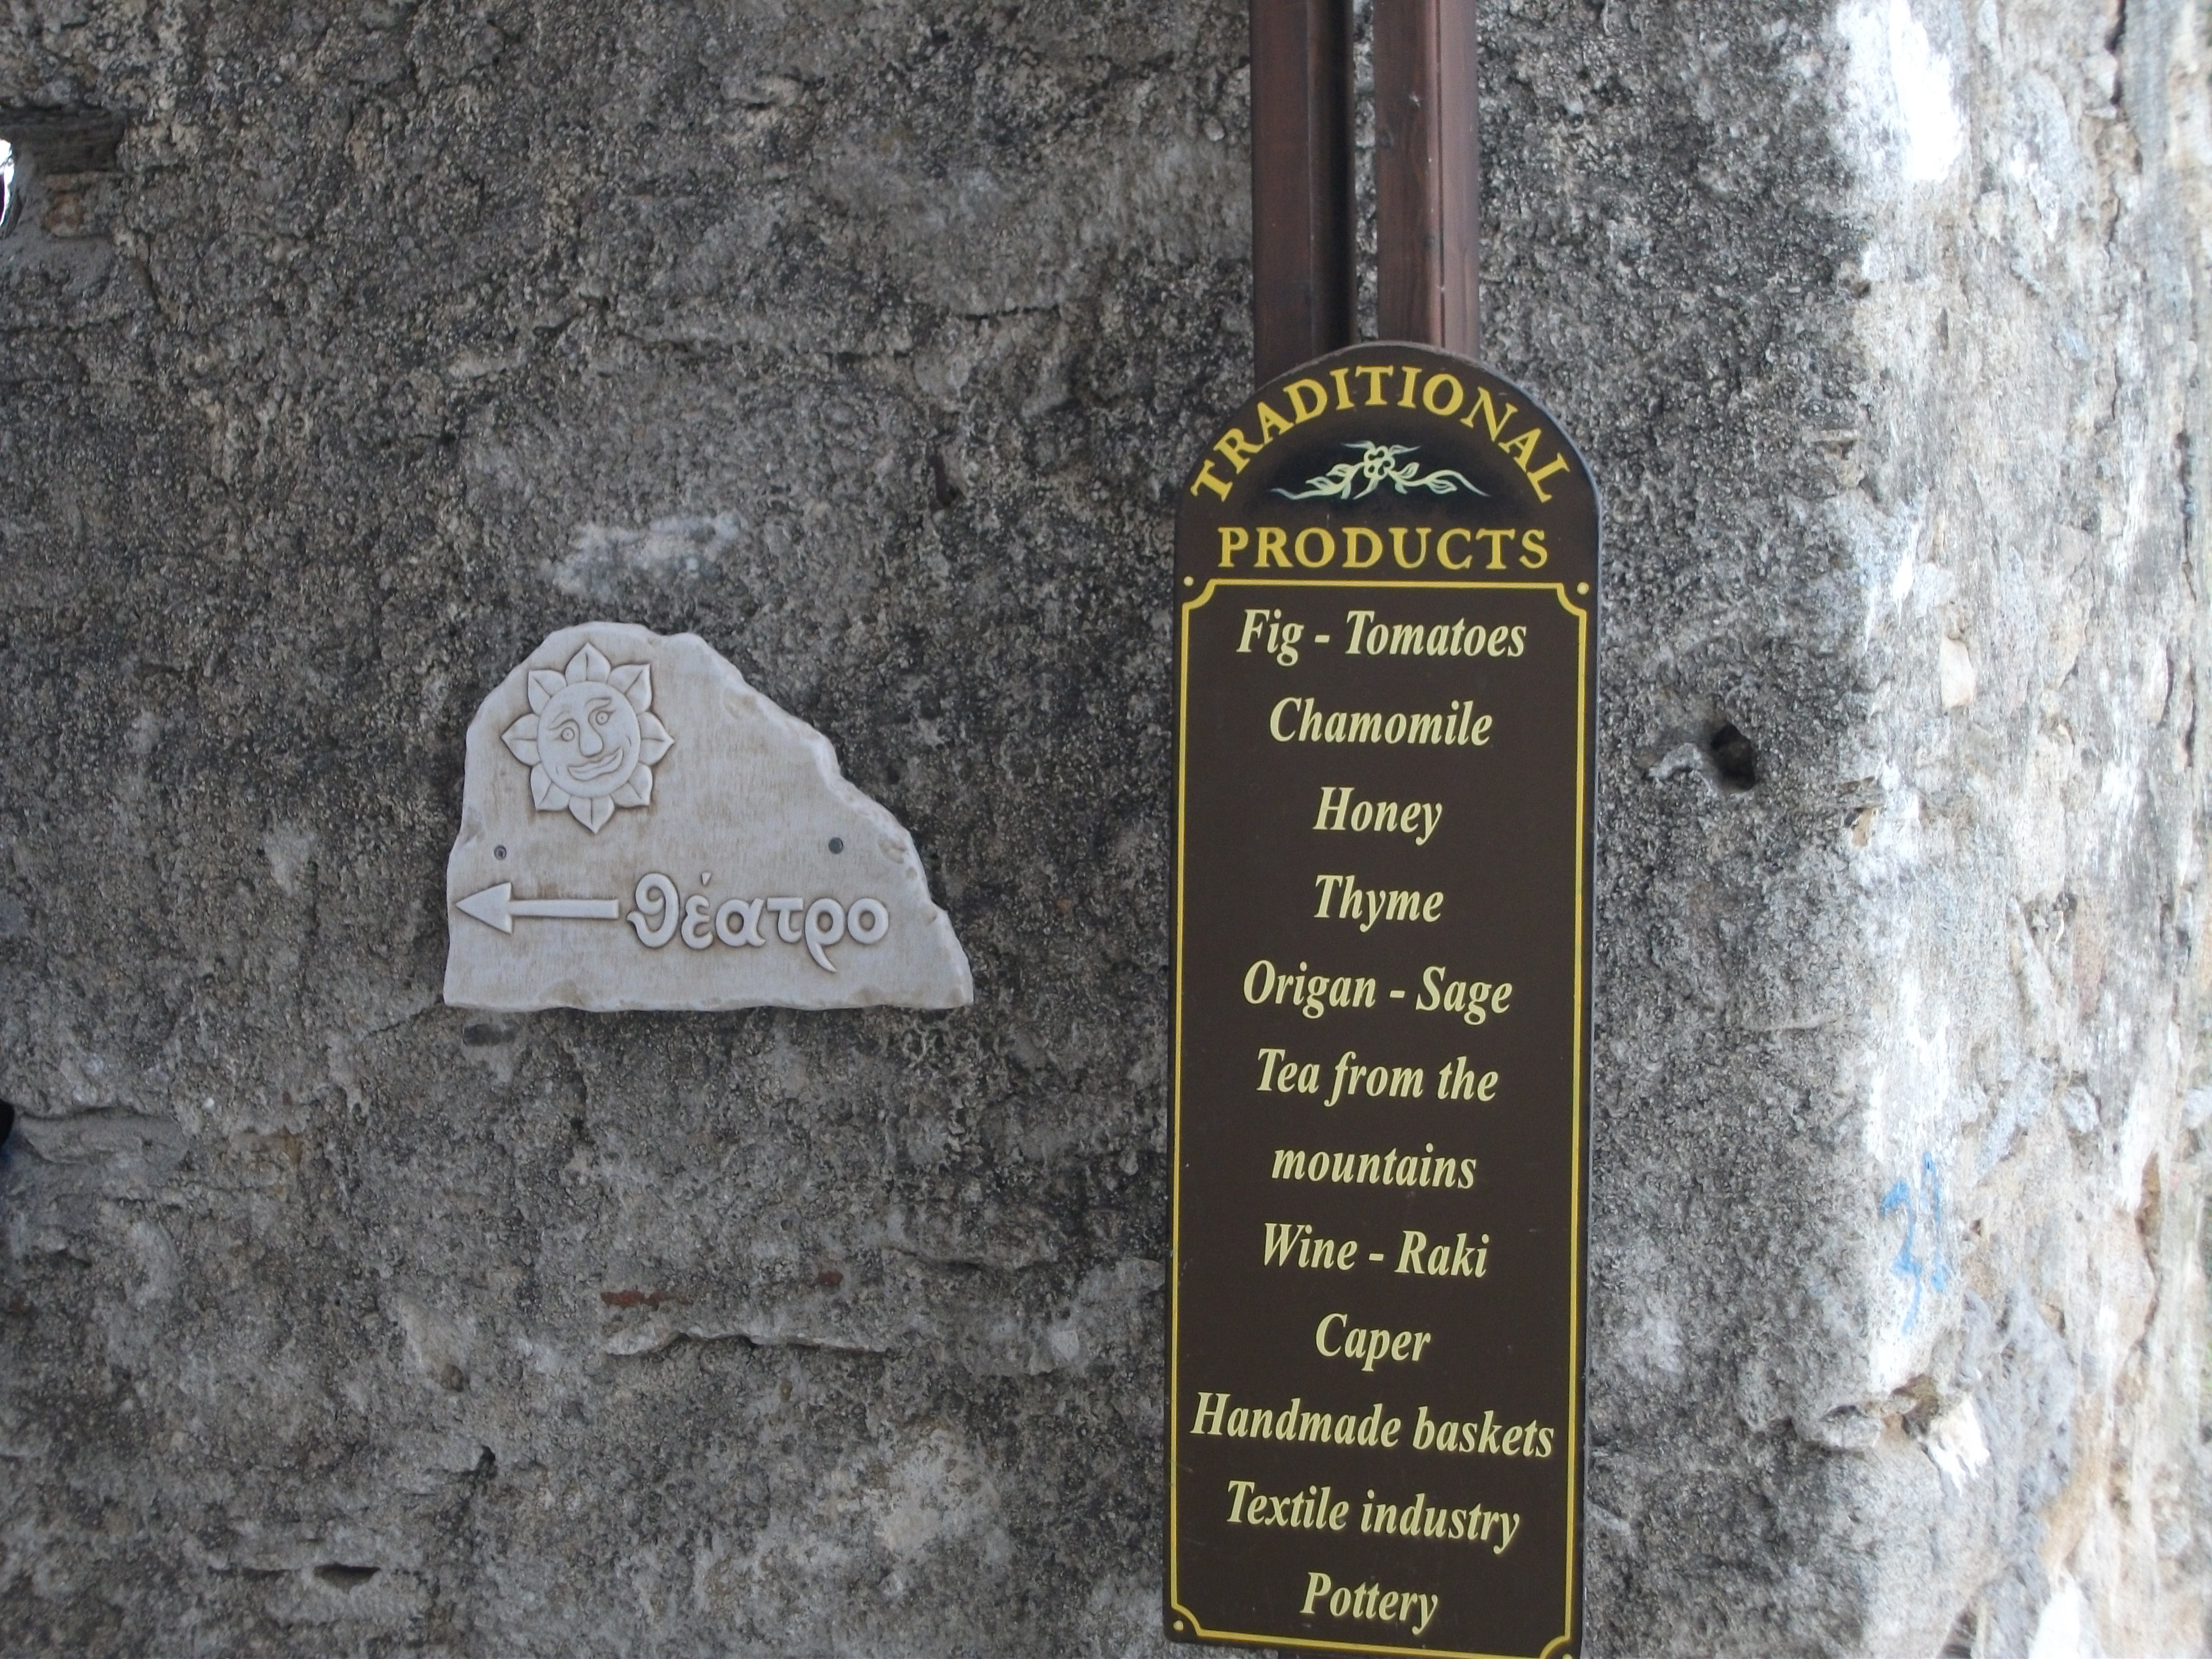 θέατρο
TRADITIONAL
PRODUCTS
Fig - Tomatoes
Chamomile
Honey
Thyme
Origan - Sage
Tea from the
mountains
Wine - Raki
Caper
Handmade baskets
Textile industry
Pottery